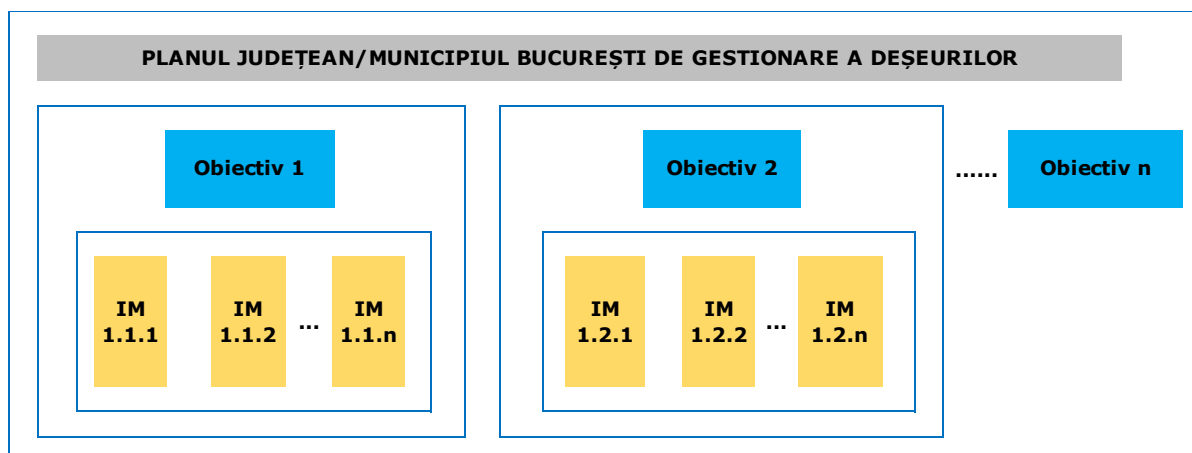 PLANUL JUDEȚEAN/MUNICIPIUL BUCUREȘTI DE GESTIONARE A DEȘEURILOR
Obiectiv 1
Obiectiv 2
......
Obiectiv n
IM
1.1.1
IM
1.1.2
...
IM
1.1.n
IM
1.2.1
IM
1.2.2
...
IM
1.2.n